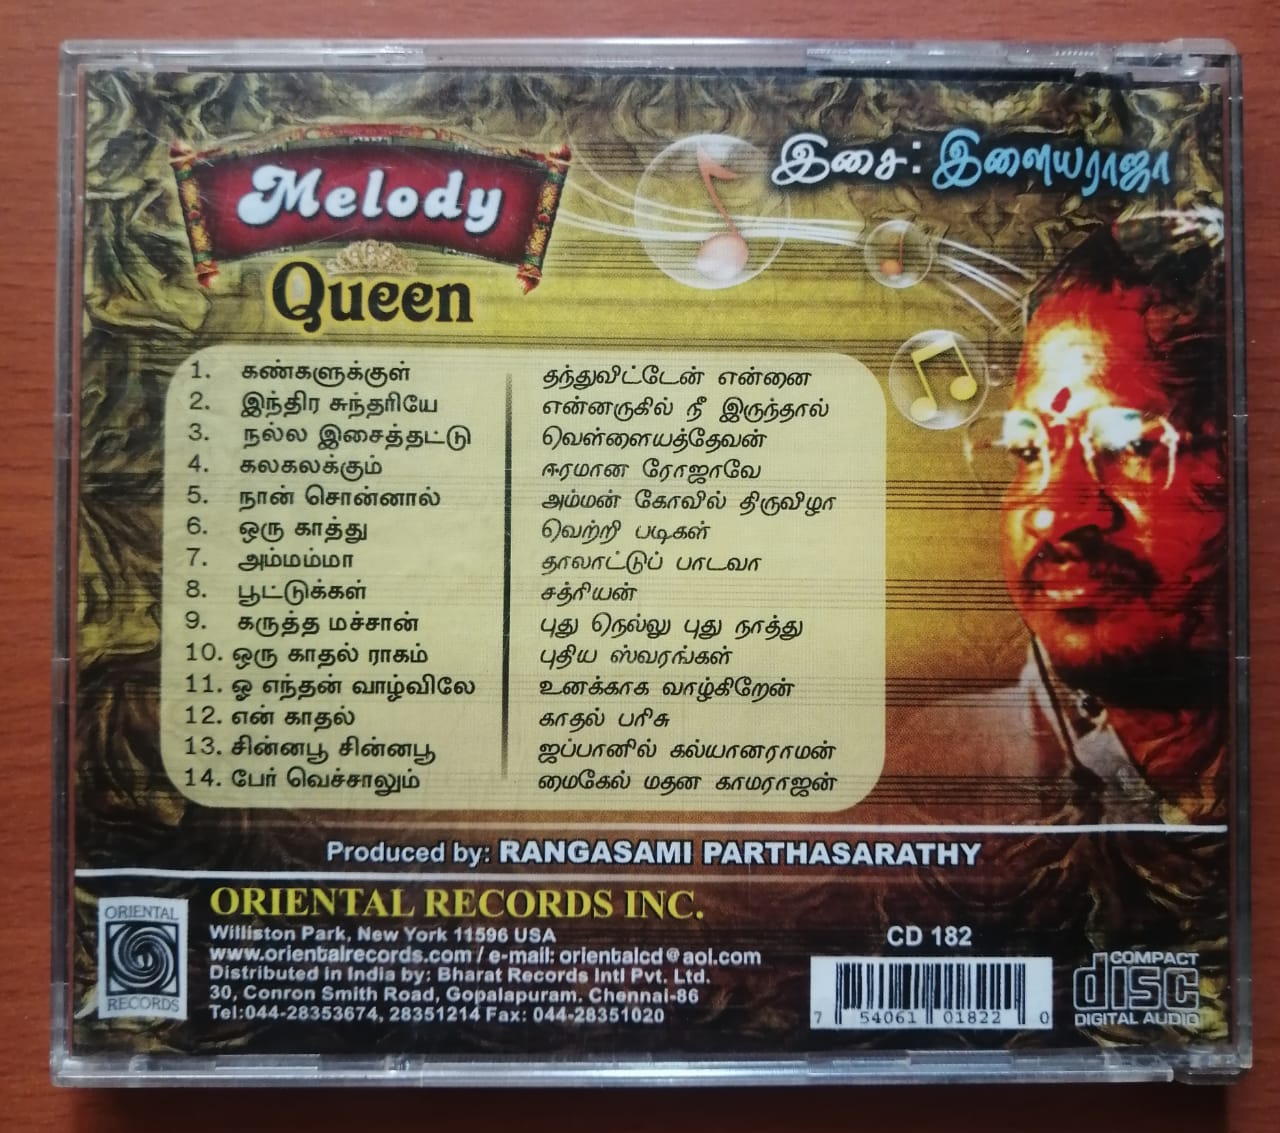 Melody
Queen
இசை: இளையராஜா
1. கண்களுக்குள் தந்துவிட்டேன் என்னை
2. இந்திர சுந்தரியே என்னருகில் நீ இருந்தால்
3. நல்ல இசைத்தட்டு வெள்ளையத்தேவன்
4. கலகலக்கும் ஈரமான ரோஜாவே
5. நான் சொன்னால் அம்மன் கோவில் திருவிழா
6. ஒரு காத்து வெற்றி படிகள்
7. அம்மம்மா தாலாட்டுப் பாடவா
8. பூட்டுக்கள் சத்ரியன்
9. கருத்த மச்சான் புது நெல்லு புது நாத்து
10. ஒரு காதல் ராகம் புதிய ஸ்வரங்கள்
11. ஓ எந்தன் வாழ்விலே உனக்காக வாழ்கிறேன்
12. என் காதல் காதல் பரிசு
13. சின்னபூ சின்னபூ ஜப்பானில் கல்யானராமன்
14. பேர் வெச்சாலும் மைகேல் மதன காமராஜன்
Produced by: RANGASAMI PARTHASARATHY
ORIENTAL RECORDS INC.
Williston Park, New York 11596 USA
www.orientalrecords.com / e-mail: orientalcd@aol.com
Distributed in India by: Bharat Records Intl Pvt. Ltd.
30, Conron Smith Road, Gopalapuram. Chennai-86
Tel:044-28353674, 28351214 Fax: 044-28351020
ORIENTAL
RECORDS
CD 182
7 54061 01822 0
COMPACT
disc
DIGITAL AUDIO